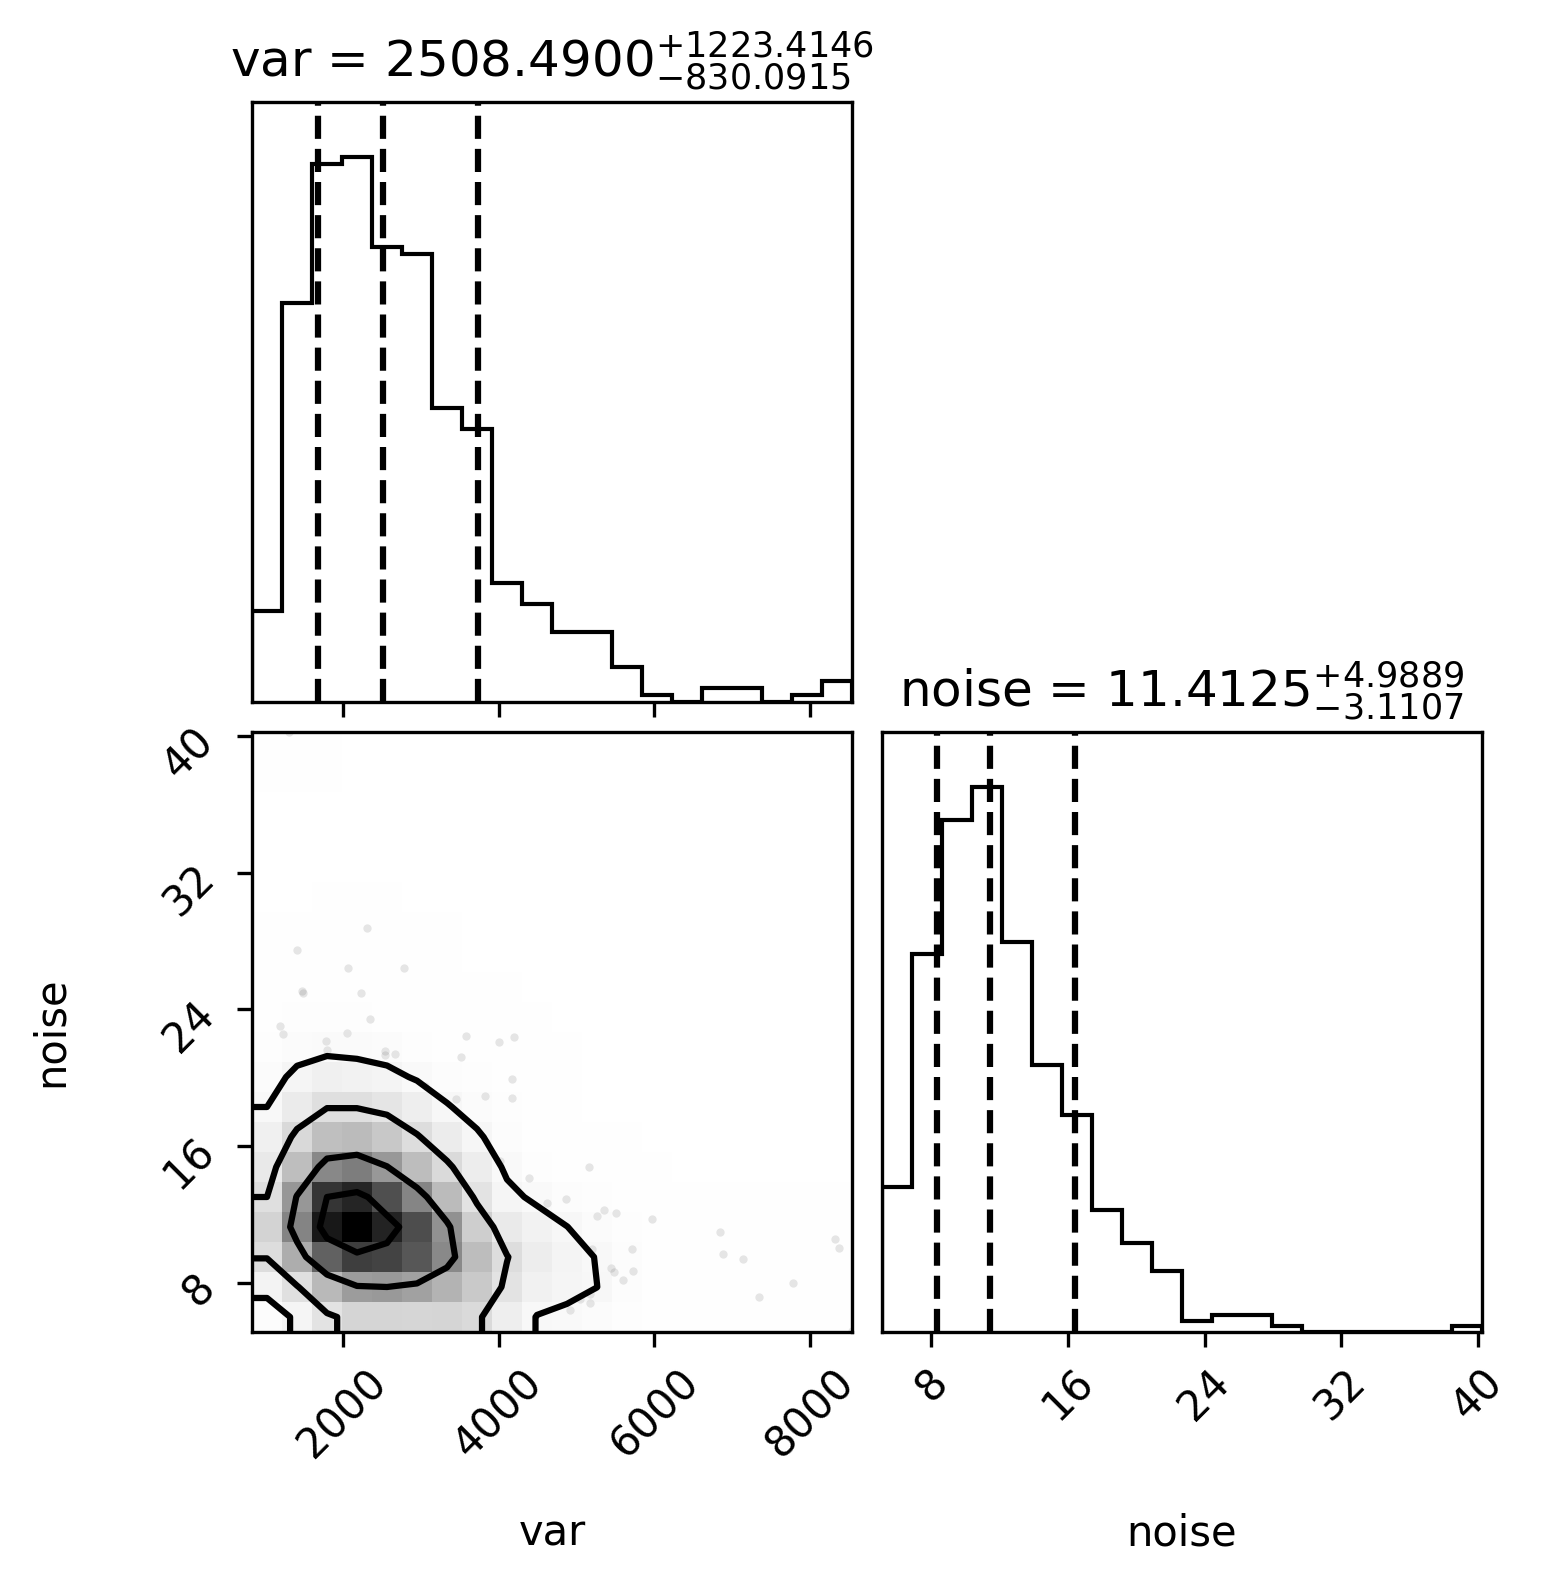 var = 2508.4900+1223.4146 −830.0915
noise = 11.4125+4.9889 −3.1107
40
32
24
16
8
noise
2000 4000 6000 8000
8 16 24 32 40
var
noise